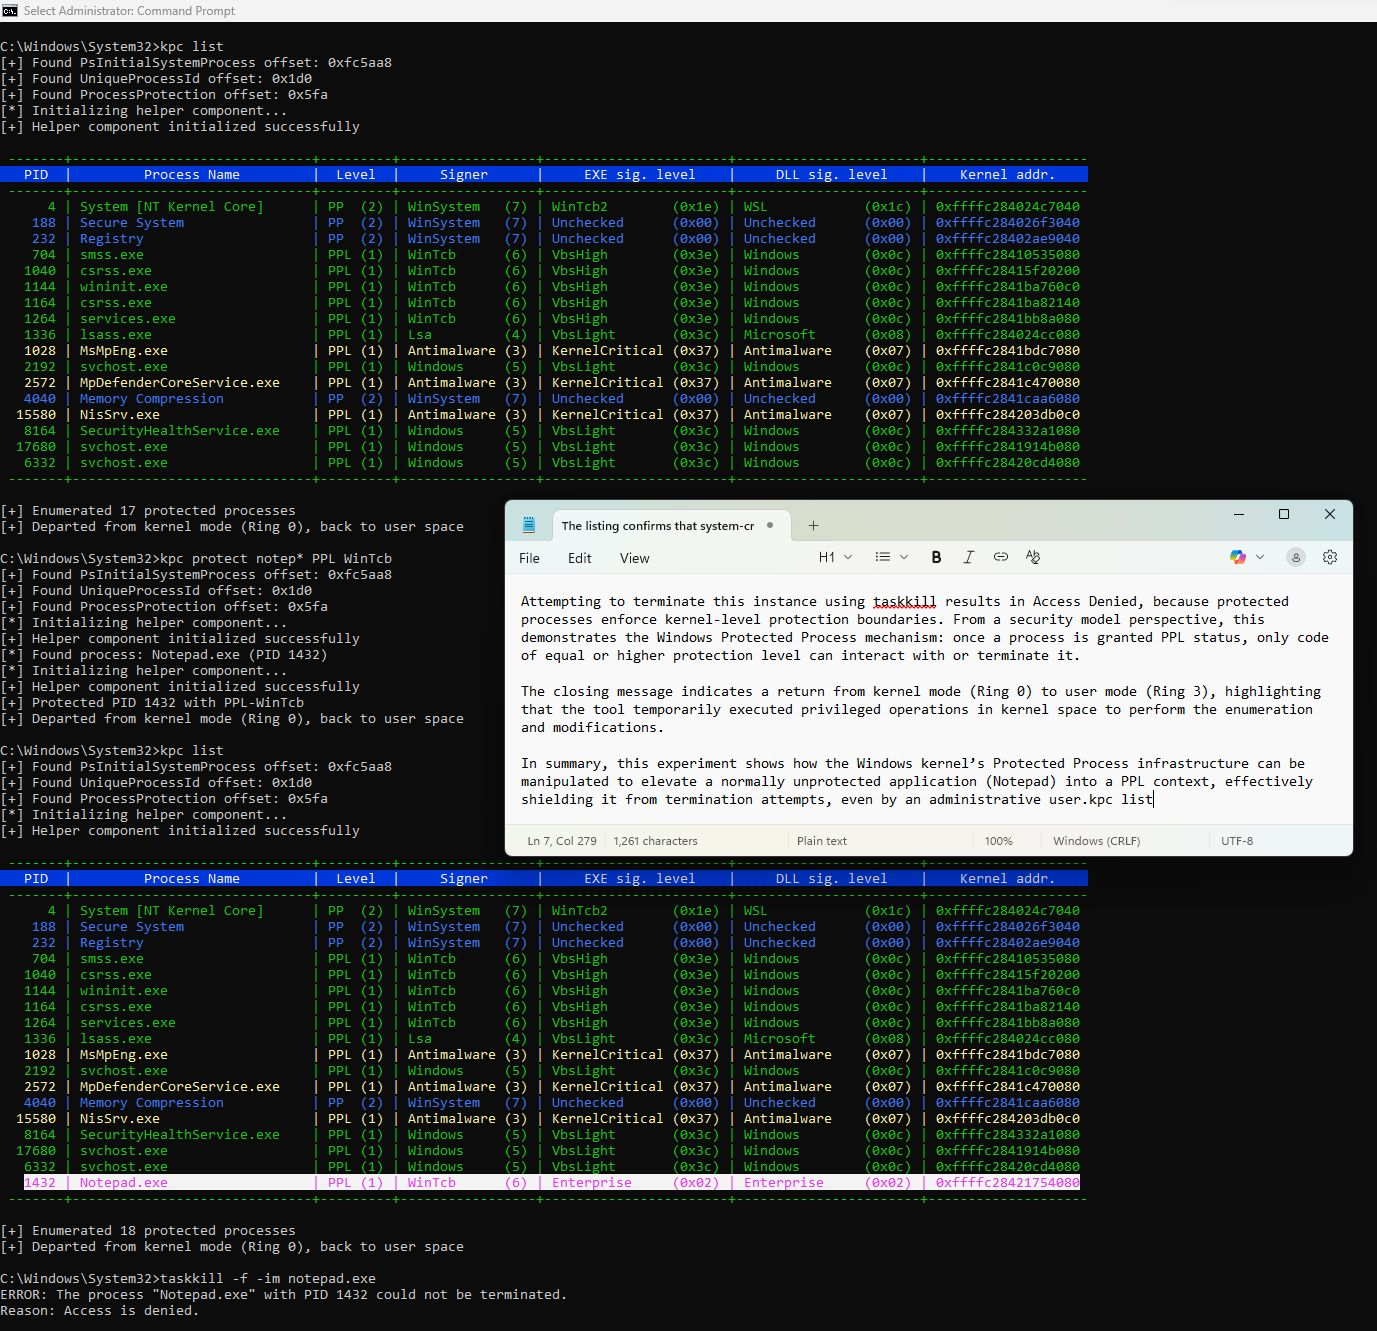 Select Administrator: Command Prompt
C:\Windows\System32>kpc list
[+] Found PsInitialSystemProcess offset: 0xfc5aa8
[+] Found UniqueProcessId offset: 0x1d0
[+] Found ProcessProtection offset: 0x5fa
[*] Initializing helper component...
[+] Helper component initialized successfully
-------+-------------------------------+---------+-----------------+-----------------------+-----------------------+--------------------
PID | Process Name | Level | Signer | EXE sig. level | DLL sig. level | Kernel addr.
-------+-------------------------------+---------+-----------------+-----------------------+-----------------------+--------------------
4 | System [NT Kernel Core] | PP (2) | WinSystem (7) | WinTcb2 (0x1e) | WSL (0x1c) | 0xffffc284024c7040
188 | Secure System | PP (2) | WinSystem (7) | Unchecked (0x00) | Unchecked (0x00) | 0xffffc284026f3040
232 | Registry | PP (2) | WinSystem (7) | Unchecked (0x00) | Unchecked (0x00) | 0xffffc28402ae9040
704 | smss.exe | PPL (1) | WinTcb (6) | VbsHigh (0x3e) | Windows (0x0c) | 0xffffc28410535080
1040 | csrss.exe | PPL (1) | WinTcb (6) | VbsHigh (0x3e) | Windows (0x0c) | 0xffffc28415f20200
1144 | wininit.exe | PPL (1) | WinTcb (6) | VbsHigh (0x3e) | Windows (0x0c) | 0xffffc2841ba760c0
1164 | csrss.exe | PPL (1) | WinTcb (6) | VbsHigh (0x3e) | Windows (0x0c) | 0xffffc2841ba82140
1264 | services.exe | PPL (1) | WinTcb (6) | VbsHigh (0x3e) | Windows (0x0c) | 0xffffc2841bb8a080
1336 | lsass.exe | PPL (1) | Lsa (4) | VbsLight (0x3c) | Microsoft (0x08) | 0xffffc284024cc080
1028 | MsMpEng.exe | PPL (1) | Antimalware (3) | KernelCritical (0x37) | Antimalware (0x07) | 0xffffc2841bdc7080
2192 | svchost.exe | PPL (1) | Windows (5) | VbsLight (0x3c) | Windows (0x0c) | 0xffffc2841c0c9080
2572 | MpDefenderCoreService.exe | PPL (1) | Antimalware (3) | KernelCritical (0x37) | Antimalware (0x07) | 0xffffc2841c470080
4040 | Memory Compression | PP (2) | WinSystem (7) | Unchecked (0x00) | Unchecked (0x00) | 0xffffc2841caa6080
15580 | NisSrv.exe | PPL (1) | Antimalware (3) | KernelCritical (0x37) | Antimalware (0x07) | 0xffffc284203db0c0
8164 | SecurityHealthService.exe | PPL (1) | Windows (5) | VbsLight (0x3c) | Windows (0x0c) | 0xffffc284332a1080
17680 | svchost.exe | PPL (1) | Windows (5) | VbsLight (0x3c) | Windows (0x0c) | 0xffffc2841914b080
6332 | svchost.exe | PPL (1) | Windows (5) | VbsLight (0x3c) | Windows (0x0c) | 0xffffc28420cd4080
-------+-------------------------------+---------+-----------------+-----------------------+-----------------------+--------------------
[+] Enumerated 17 protected processes
[+] Departed from kernel mode (Ring 0), back to user space
C:\Windows\System32>kpc protect notep* PPL WinTcb
[+] Found PsInitialSystemProcess offset: 0xfc5aa8
[+] Found UniqueProcessId offset: 0x1d0
[+] Found ProcessProtection offset: 0x5fa
[*] Initializing helper component...
[+] Helper component initialized successfully
[*] Found process: Notepad.exe (PID 1432)
[*] Initializing helper component...
[+] Helper component initialized successfully
[+] Protected PID 1432 with PPL-WinTcb
[+] Departed from kernel mode (Ring 0), back to user space
C:\Windows\System32>kpc list
[+] Found PsInitialSystemProcess offset: 0xfc5aa8
[+] Found UniqueProcessId offset: 0x1d0
[+] Found ProcessProtection offset: 0x5fa
[*] Initializing helper component...
[+] Helper component initialized successfully
The listing confirms that system-cr
File Edit View H1 B I
Attempting to terminate this instance using taskkill results in Access Denied, because protected
processes enforce kernel-level protection boundaries. From a security model perspective, this
demonstrates the Windows Protected Process mechanism: once a process is granted PPL status, only code
of equal or higher protection level can interact with or terminate it.
The closing message indicates a return from kernel mode (Ring 0) to user mode (Ring 3), highlighting
that the tool temporarily executed privileged operations in kernel space to perform the enumeration
and modifications.
In summary, this experiment shows how the Windows kernel’s Protected Process infrastructure can be
manipulated to elevate a normally unprotected application (Notepad) into a PPL context, effectively
shielding it from termination attempts, even by an administrative user.kpc list
Ln 7, Col 279 1,261 characters Plain text 100% Windows (CRLF) UTF-8
-------+-------------------------------+---------+-----------------+-----------------------+-----------------------+--------------------
PID | Process Name | Level | Signer | EXE sig. level | DLL sig. level | Kernel addr.
-------+-------------------------------+---------+-----------------+-----------------------+-----------------------+--------------------
4 | System [NT Kernel Core] | PP (2) | WinSystem (7) | WinTcb2 (0x1e) | WSL (0x1c) | 0xffffc284024c7040
188 | Secure System | PP (2) | WinSystem (7) | Unchecked (0x00) | Unchecked (0x00) | 0xffffc284026f3040
232 | Registry | PP (2) | WinSystem (7) | Unchecked (0x00) | Unchecked (0x00) | 0xffffc28402ae9040
704 | smss.exe | PPL (1) | WinTcb (6) | VbsHigh (0x3e) | Windows (0x0c) | 0xffffc28410535080
1040 | csrss.exe | PPL (1) | WinTcb (6) | VbsHigh (0x3e) | Windows (0x0c) | 0xffffc28415f20200
1144 | wininit.exe | PPL (1) | WinTcb (6) | VbsHigh (0x3e) | Windows (0x0c) | 0xffffc2841ba760c0
1164 | csrss.exe | PPL (1) | WinTcb (6) | VbsHigh (0x3e) | Windows (0x0c) | 0xffffc2841ba82140
1264 | services.exe | PPL (1) | WinTcb (6) | VbsHigh (0x3e) | Windows (0x0c) | 0xffffc2841bb8a080
1336 | lsass.exe | PPL (1) | Lsa (4) | VbsLight (0x3c) | Microsoft (0x08) | 0xffffc284024cc080
1028 | MsMpEng.exe | PPL (1) | Antimalware (3) | KernelCritical (0x37) | Antimalware (0x07) | 0xffffc2841bdc7080
2192 | svchost.exe | PPL (1) | Windows (5) | VbsLight (0x3c) | Windows (0x0c) | 0xffffc2841c0c9080
2572 | MpDefenderCoreService.exe | PPL (1) | Antimalware (3) | KernelCritical (0x37) | Antimalware (0x07) | 0xffffc2841c470080
4040 | Memory Compression | PP (2) | WinSystem (7) | Unchecked (0x00) | Unchecked (0x00) | 0xffffc2841caa6080
15580 | NisSrv.exe | PPL (1) | Antimalware (3) | KernelCritical (0x37) | Antimalware (0x07) | 0xffffc284203db0c0
8164 | SecurityHealthService.exe | PPL (1) | Windows (5) | VbsLight (0x3c) | Windows (0x0c) | 0xffffc284332a1080
17680 | svchost.exe | PPL (1) | Windows (5) | VbsLight (0x3c) | Windows (0x0c) | 0xffffc2841914b080
6332 | svchost.exe | PPL (1) | Windows (5) | VbsLight (0x3c) | Windows (0x0c) | 0xffffc28420cd4080
1432 | Notepad.exe | PPL (1) | WinTcb (6) | Enterprise (0x02) | Enterprise (0x02) | 0xffffc28421754080
-------+-------------------------------+---------+-----------------+-----------------------+-----------------------+--------------------
[+] Enumerated 18 protected processes
[+] Departed from kernel mode (Ring 0), back to user space
C:\Windows\System32>taskkill -f -im notepad.exe
ERROR: The process "Notepad.exe" with PID 1432 could not be terminated.
Reason: Access is denied.